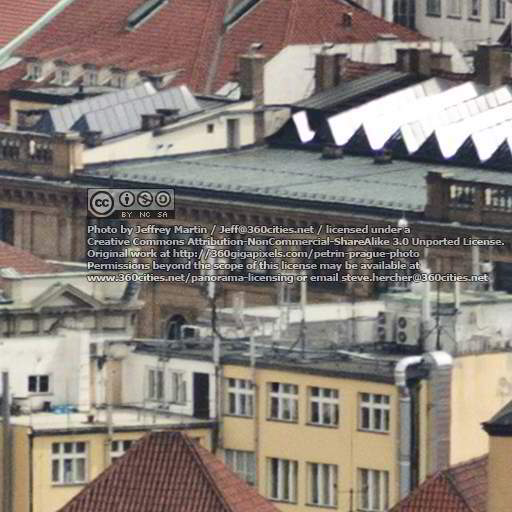 cc
BY NC SA
Photo by Jeffrey Martin / Jeff@360cities.net / licensed under a
Creative Commons Attribution-NonCommercial-ShareAlike 3.0 Unported License.
Original work at http://360gigapixels.com/petrin-prague-photo
Permissions beyond the scope of this license may be available at
www.360cities.net/panorama-licensing or email steve.hercher@360cities.net